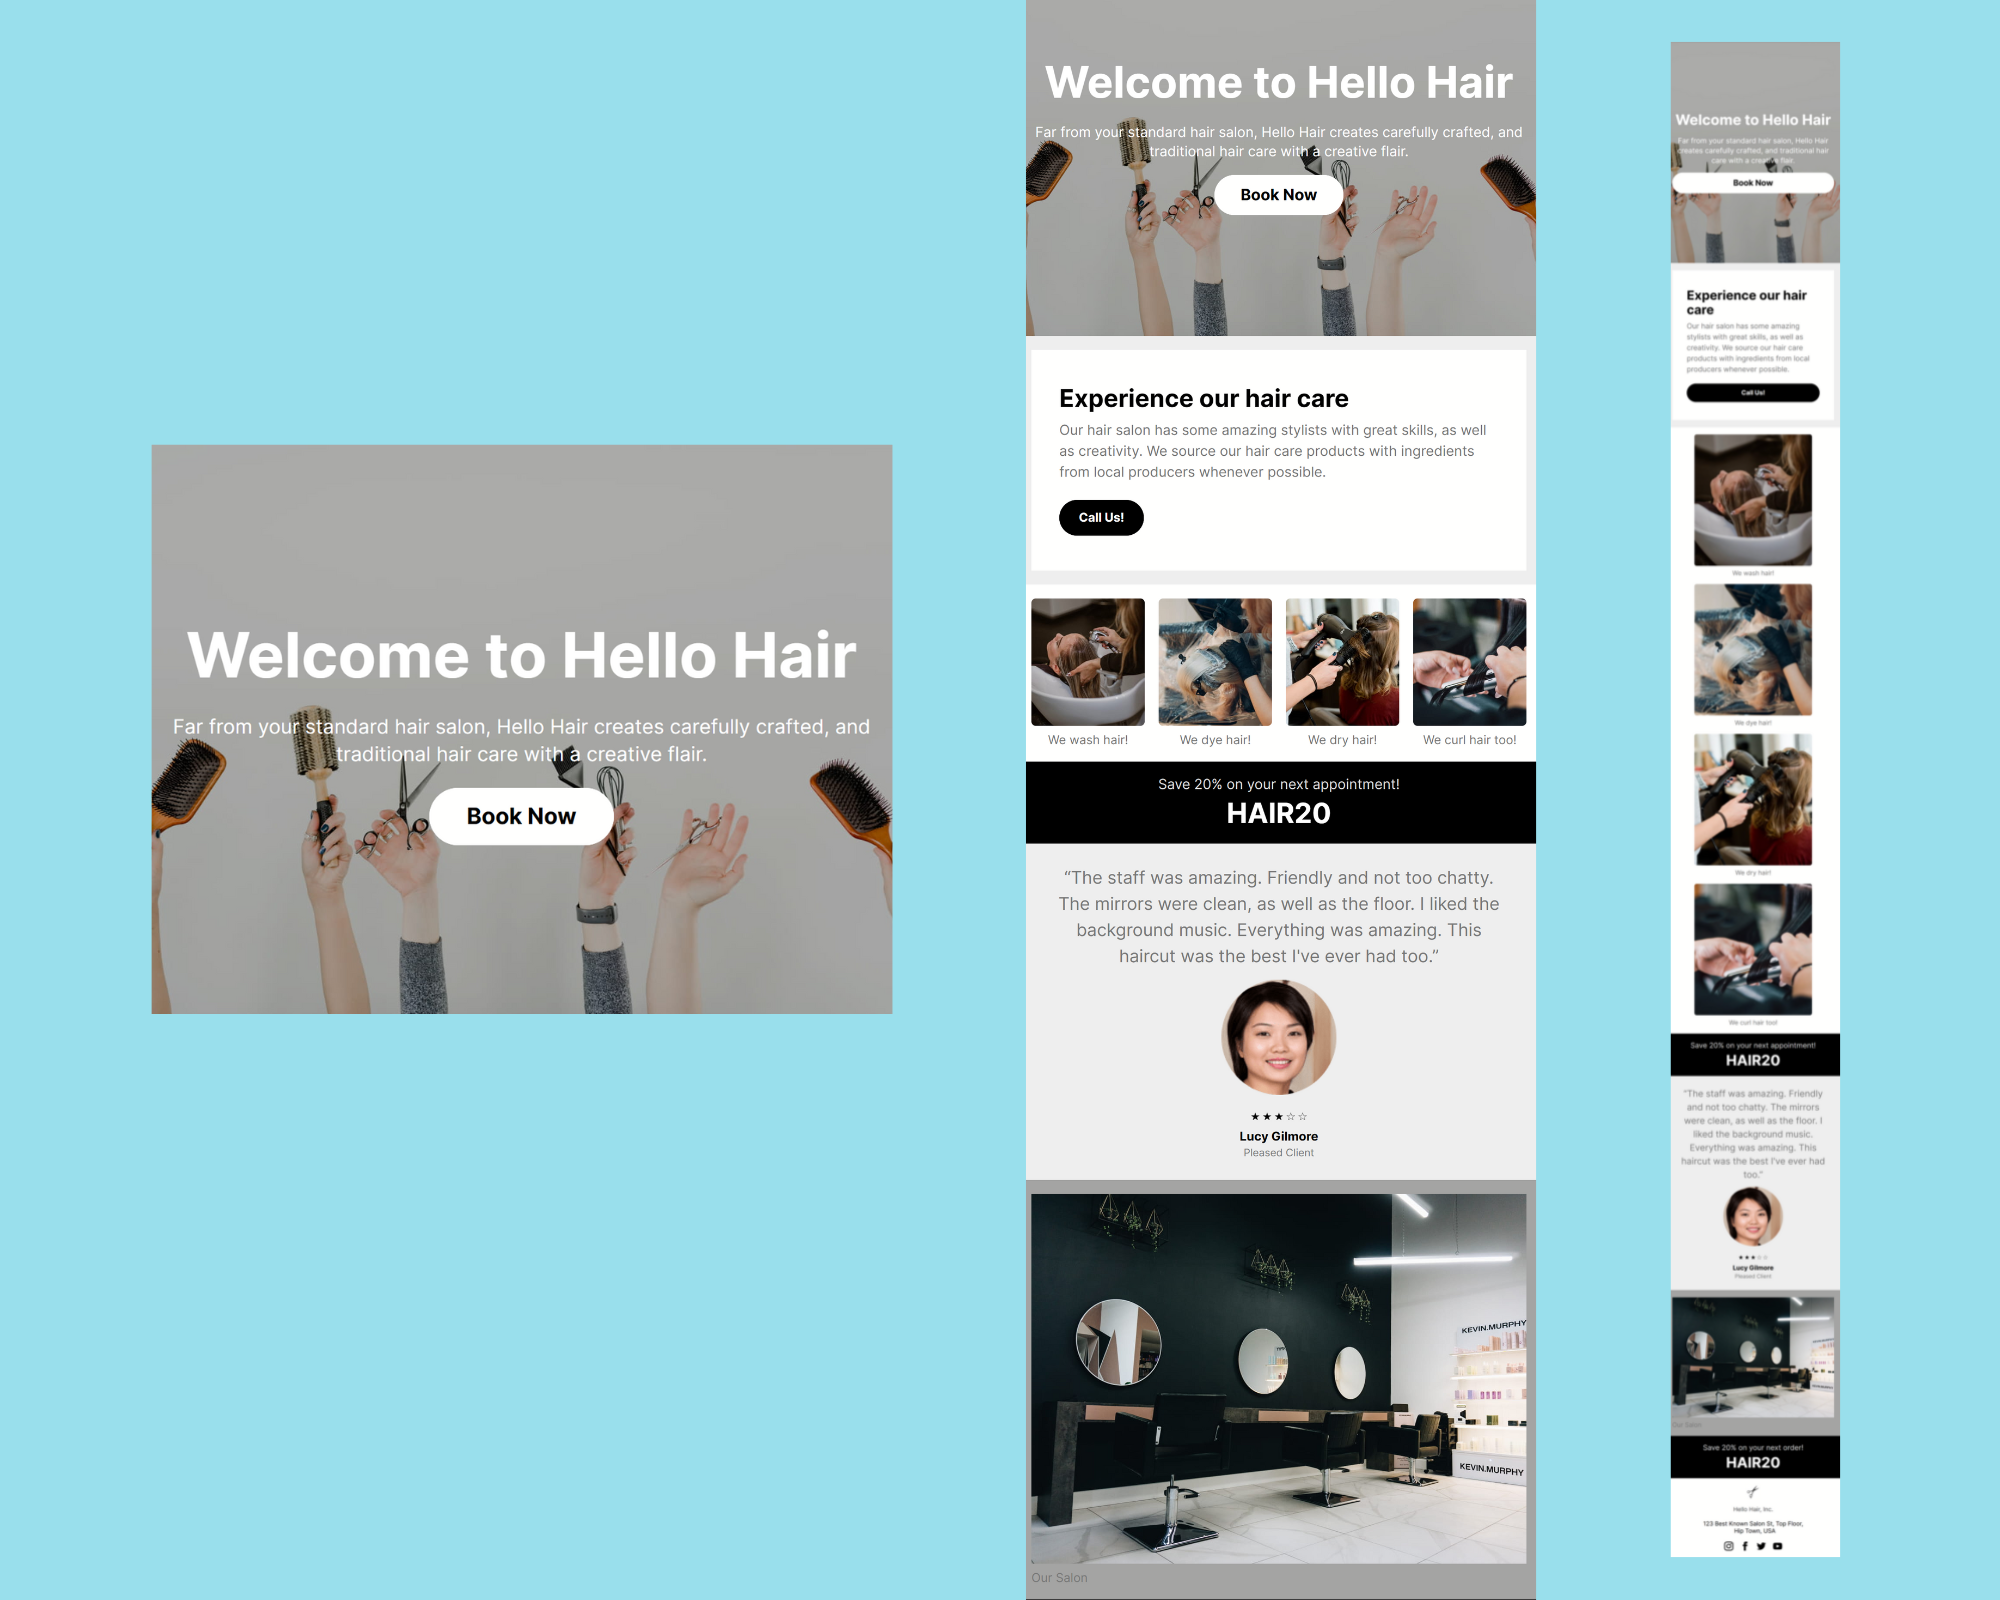 Welcome to Hello Hair
Far from your standard hair salon, Hello Hair creates carefully crafted, and
traditional hair care with a creative flair.
Book Now
Welcome to Hello Hair
Far from your standard hair salon, Hello Hair creates carefully crafted, and
traditional hair care with a creative flair.
Book Now
Experience our hair care
Our hair salon has some amazing stylists with great skills, as well
as creativity. We source our hair care products with ingredients
from local producers whenever possible.
Call Us!
We wash hair!
We dye hair!
We dry hair!
We curl hair too!
Save 20% on your next appointment!
HAIR20
“The staff was amazing. Friendly and not too chatty.
The mirrors were clean, as well as the floor. I liked the
background music. Everything was amazing. This
haircut was the best I've ever had too.”
★★★☆☆
Lucy Gilmore
Pleased Client
KEVIN.MURPHY
KEVIN.MURPHY
Our Salon
Welcome to Hello Hair
Far from your standard hair salon, Hello Hair
creates carefully crafted, and traditional hair
care with a creative flair.
Book Now
Experience our hair
care
Our hair salon has some amazing
stylists with great skills, as well as
creativity. We source our hair care
products with ingredients from local
producers whenever possible.
Call Us!
We wash hair!
We dye hair!
We dry hair!
We curl hair too!
Save 20% on your next appointment!
HAIR20
“The staff was amazing. Friendly
and not too chatty. The mirrors
were clean, as well as the floor. I
liked the background music.
Everything was amazing. This
haircut was the best I've ever had
too.”
★★★☆☆
Lucy Gilmore
Pleased Client
KEVIN.MURPHY
KEVIN.MURPHY
Our Salon
Save 20% on your next order!
HAIR20
Hello Hair, Inc.
123 Best Known Salon St, Top Floor,
Hip Town, USA